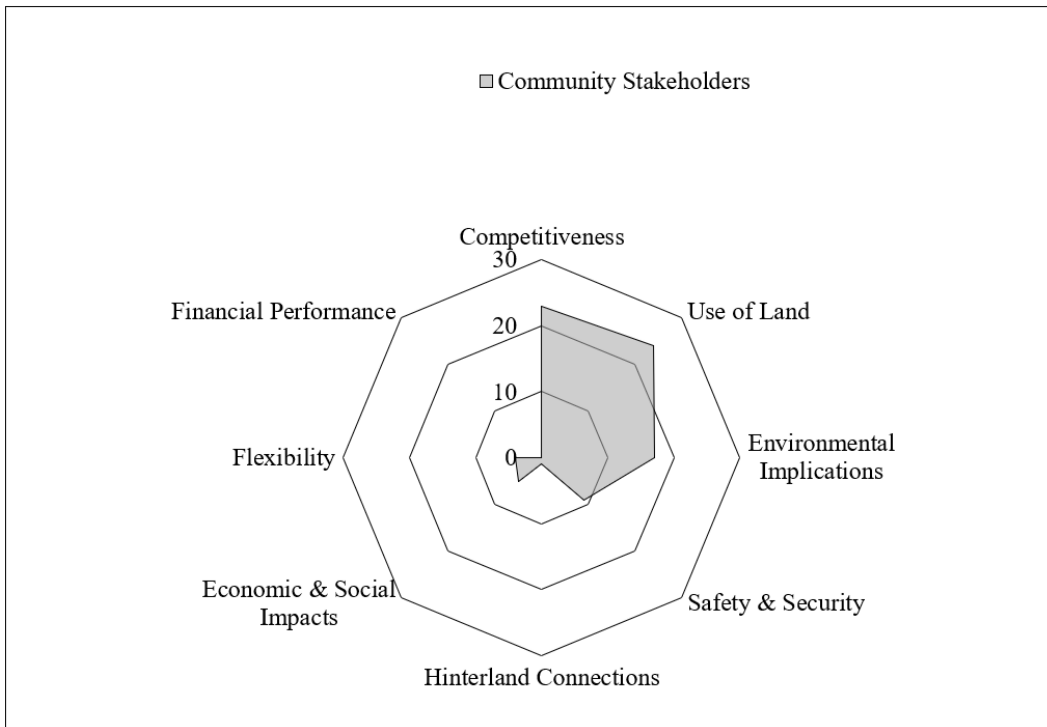 Community Stakeholders
Competitiveness
30
Financial Performance
Use of Land
20
10
Flexibility
0
Environmental
Implications
Economic & Social
Impacts
Safety & Security
Hinterland Connections